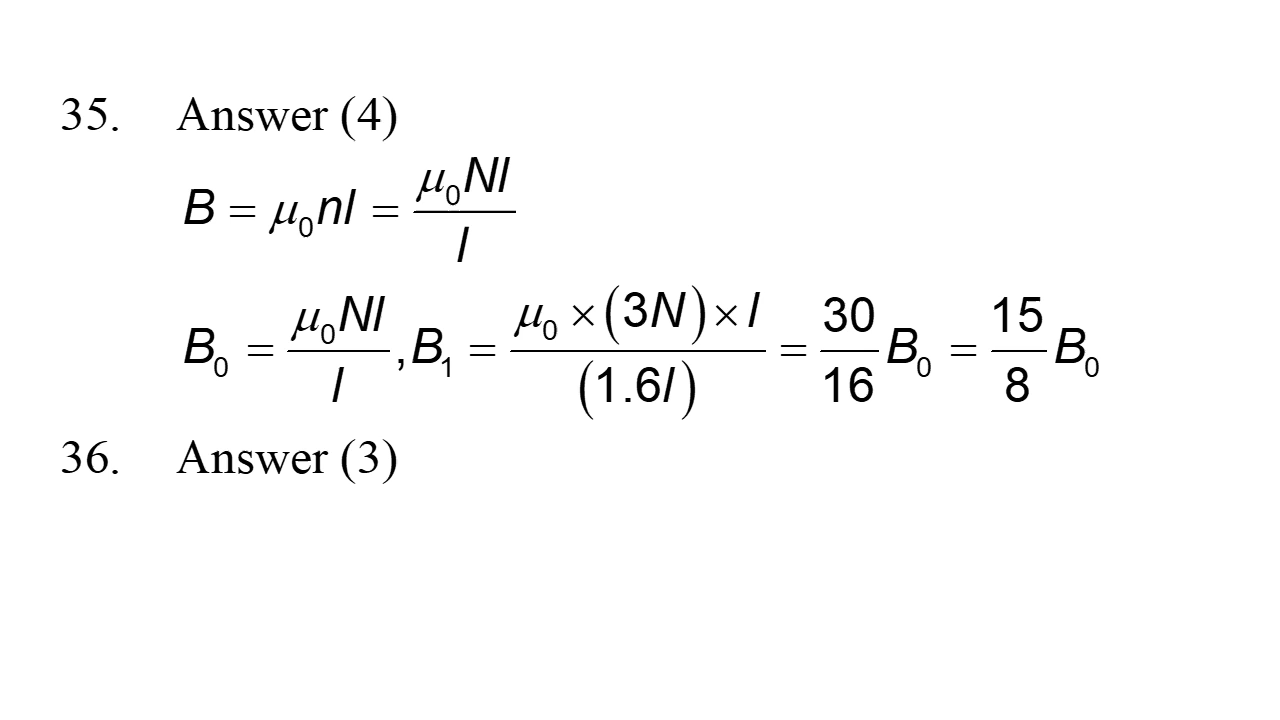 35. Answer (4)
B = μ₀nI = μ₀NI / l
B₀ = μ₀NI / l , B₁ = μ₀ × (3N) × I / (1.6l) = 30/16 B₀ = 15/8 B₀
36. Answer (3)